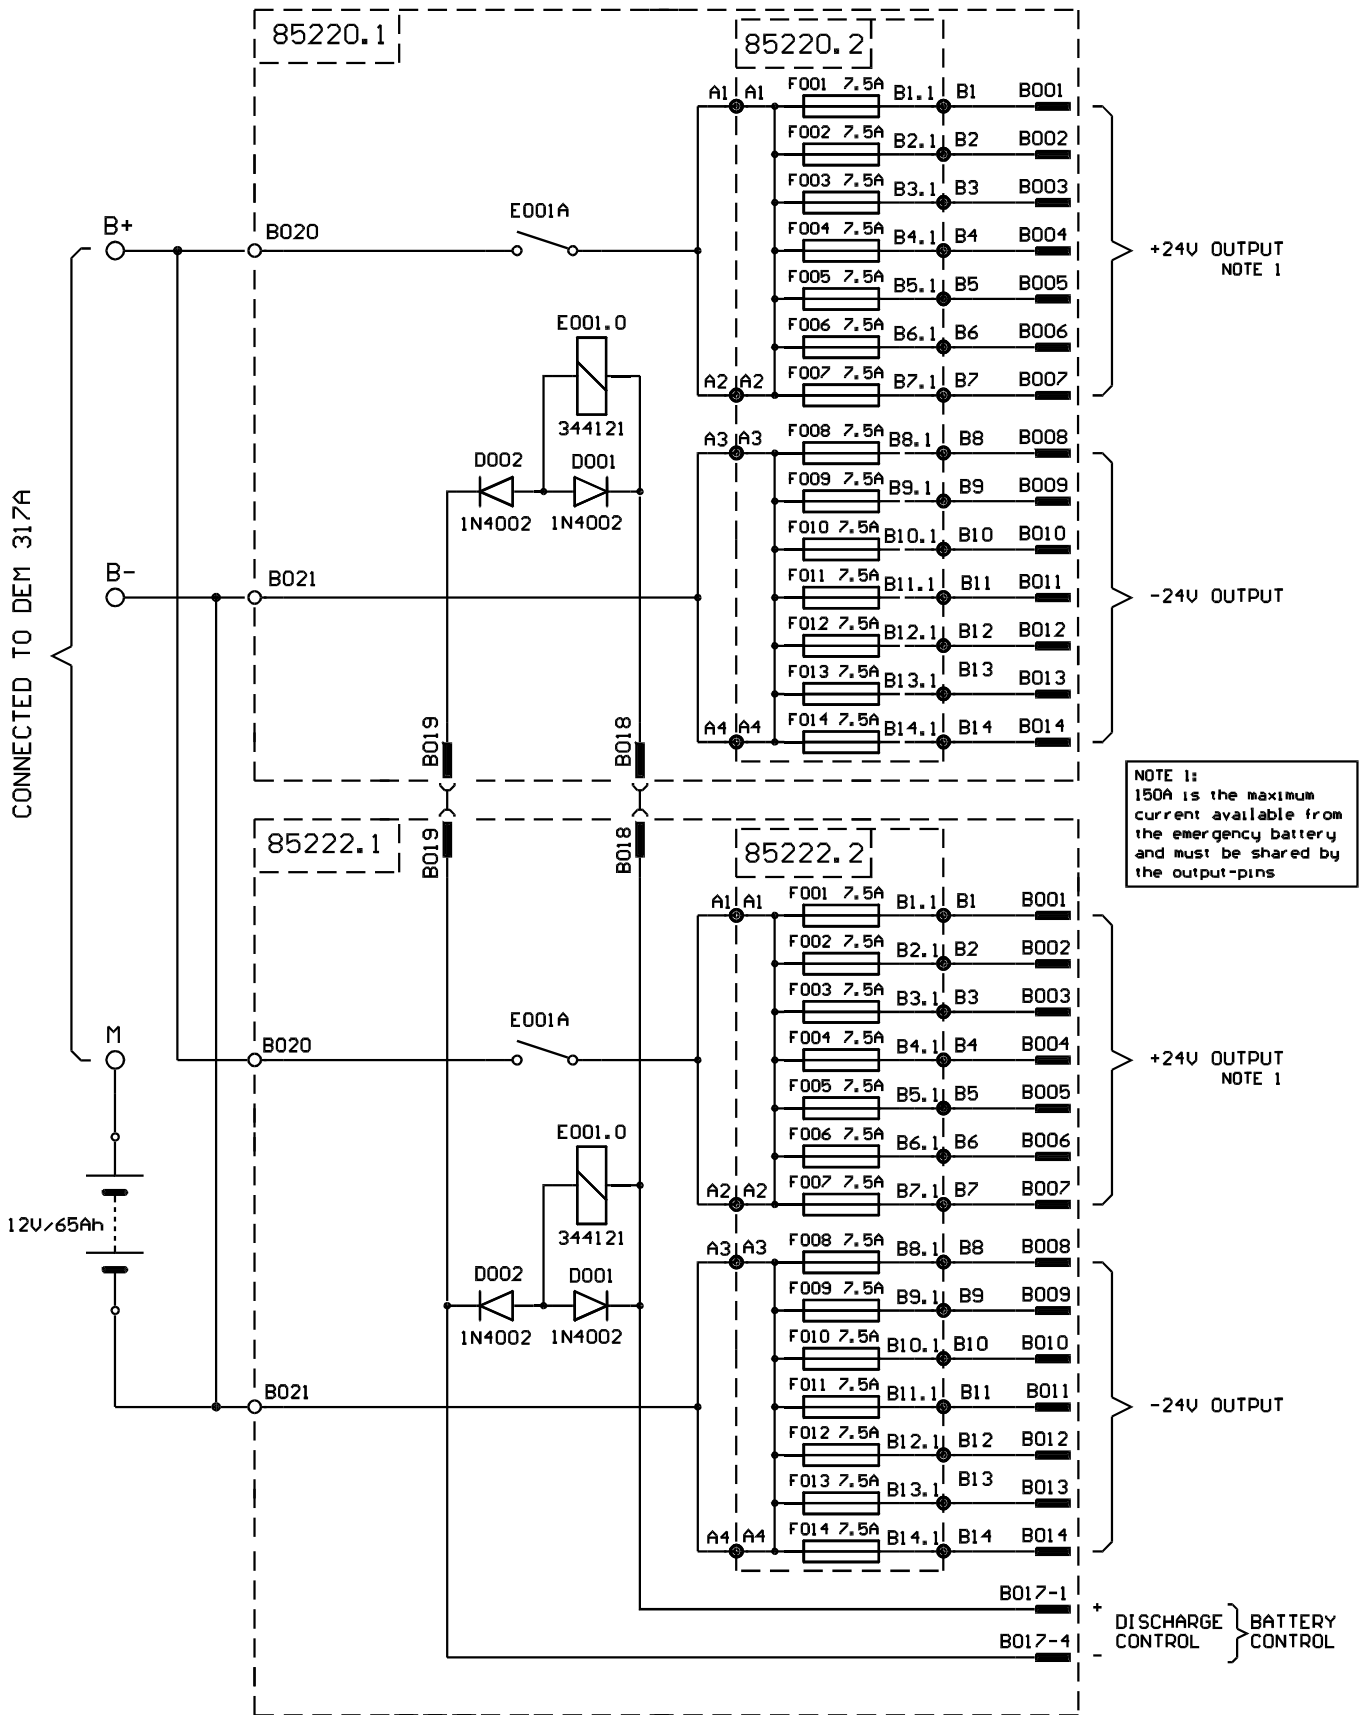 85220.1
85220.2
A1 A1 F001 7.5A B1.1 B1 B001
F002 7.5A B2.1 B2 B002
F003 7.5A B3.1 B3 B003
B+ B020 E001A F004 7.5A B4.1 B4 B004
+24V OUTPUT
NOTE 1
F005 7.5A B5.1 B5 B005
E001.0 F006 7.5A B6.1 B6 B006
A2 A2 F007 7.5A B7.1 B7 B007
344121
A3 A3 F008 7.5A B8.1 B8 B008
D002 D001 F009 7.5A B9.1 B9 B009
1N4002 1N4002 F010 7.5A B10.1 B10 B010
B- B021 F011 7.5A B11.1 B11 B011
-24V OUTPUT
F012 7.5A B12.1 B12 B012
F013 7.5A B13.1 B13 B013
A4 A4 F014 7.5A B14.1 B14 B014
B019 B018
CONNECTED TO DEM 317A
NOTE 1:
150A is the maximum
current available from
the emergency battery
and must be shared by
the output-pins
85222.1
B019 B018
85222.2
A1 A1 F001 7.5A B1.1 B1 B001
F002 7.5A B2.1 B2 B002
F003 7.5A B3.1 B3 B003
M B020 E001A F004 7.5A B4.1 B4 B004
+24V OUTPUT
NOTE 1
F005 7.5A B5.1 B5 B005
E001.0 F006 7.5A B6.1 B6 B006
A2 A2 F007 7.5A B7.1 B7 B007
12V/65Ah
344121
A3 A3 F008 7.5A B8.1 B8 B008
D002 D001 F009 7.5A B9.1 B9 B009
1N4002 1N4002 F010 7.5A B10.1 B10 B010
B021 F011 7.5A B11.1 B11 B011
-24V OUTPUT
F012 7.5A B12.1 B12 B012
F013 7.5A B13.1 B13 B013
A4 A4 F014 7.5A B14.1 B14 B014
B017-1 +
B017-4 -
DISCHARGE
CONTROL
BATTERY
CONTROL